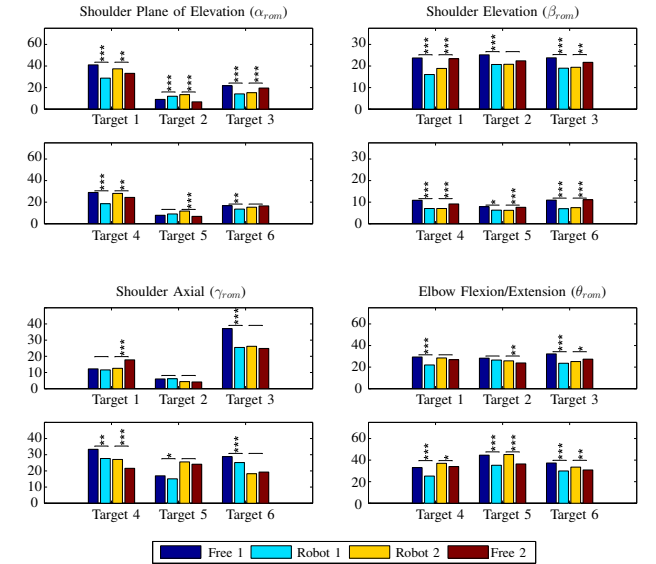 Shoulder Plane of Elevation (α_rom)
60
40
20
0
*** ** *** *** *** ***
Target 1 Target 2 Target 3
60
40
20
0
*** ** *** **
Target 4 Target 5 Target 6
Shoulder Elevation (β_rom)
30
20
10
0
*** *** *** *** **
Target 1 Target 2 Target 3
30
20
10
0
*** *** * *** *** ***
Target 4 Target 5 Target 6
Shoulder Axial (γ_rom)
40
30
20
10
0
*** ***
Target 1 Target 2 Target 3
40
30
20
10
0
** *** * ***
Target 4 Target 5 Target 6
Elbow Flexion/Extension (θ_rom)
60
40
20
0
*** ** *** *
Target 1 Target 2 Target 3
60
40
20
0
*** * *** *** *** **
Target 4 Target 5 Target 6
Free 1 Robot 1 Robot 2 Free 2